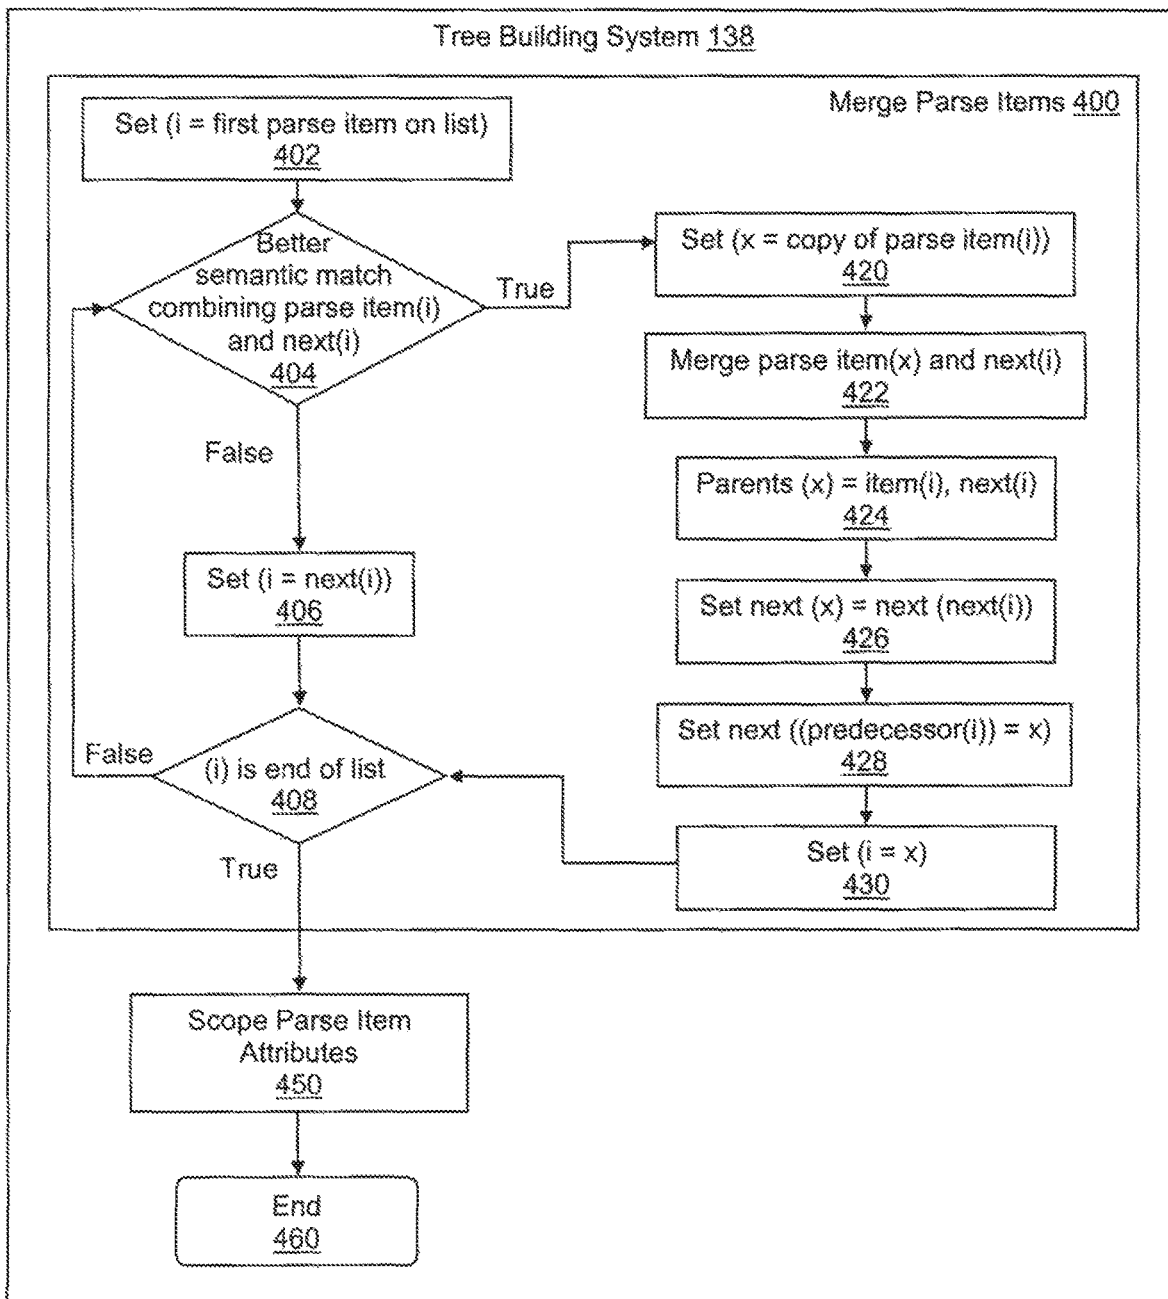 Tree Building System 138
Merge Parse Items 400
Set (i = first parse item on list)
402
Better
semantic match
combining parse item(i)
and next(i)
404
True
False
Set (i = next(i))
406
(i) is end of list
408
False
True
Set (x = copy of parse item(i))
420
Merge parse item(x) and next(i)
422
Parents (x) = item(i), next(i)
424
Set next (x) = next (next(i))
426
Set next ((predecessor(i)) = x)
428
Set (i = x)
430
Scope Parse Item
Attributes
450
End
460